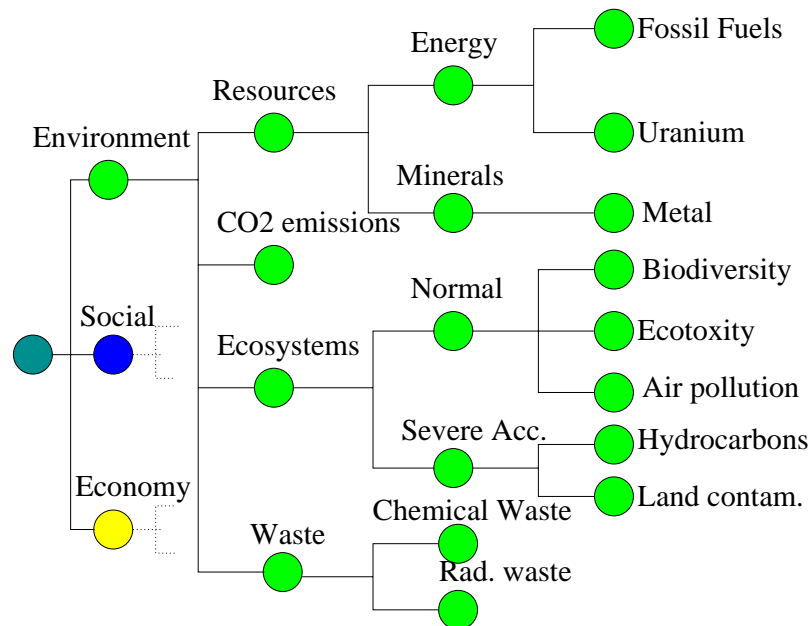 Fossil Fuels
Energy
Resources
Environment
Uranium
Minerals
CO2 emissions
Metal
Biodiversity
Normal
Social
Ecosystems
Ecotoxity
Air pollution
Severe Acc.
Hydrocarbons
Economy
Land contam.
Chemical Waste
Waste
Rad. waste